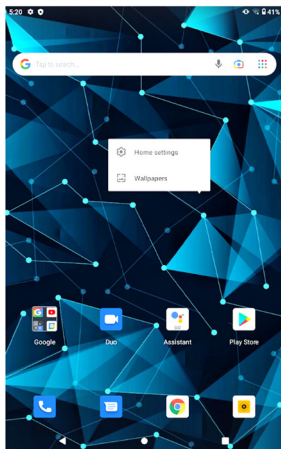 5:20
41%
Tap to search...
Home settings
Wallpapers
Google
Duo
Assistant
Play Store